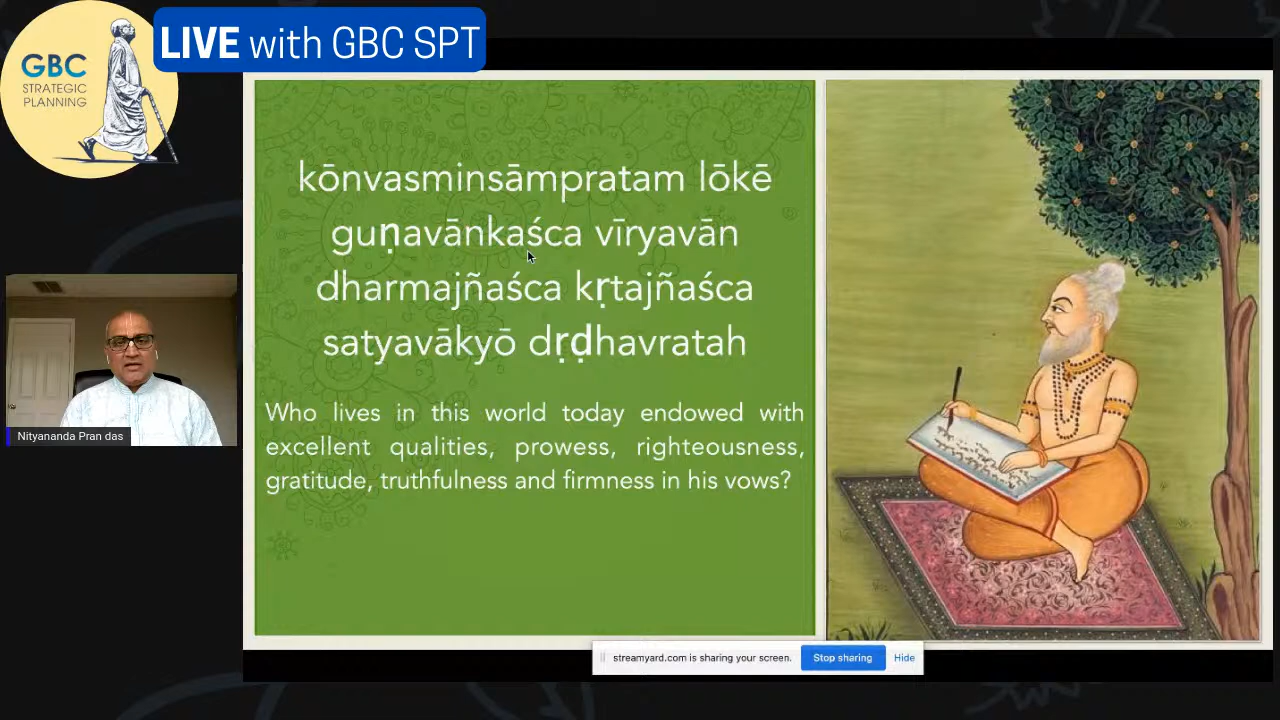 LIVE with GBC SPT
GBC
STRATEGIC
PLANNING
kōnvasminsāmpratam lōkē
guṇavānkaśca vīryavān
dharmajñaśca kṛtajñaśca
satyavākyō dṛḍhavratah
Who lives in this world today endowed with
excellent qualities, prowess, righteousness,
gratitude, truthfulness and firmness in his vows?
Nityananda Pran das
streamyard.com is sharing your screen. Stop sharing Hide